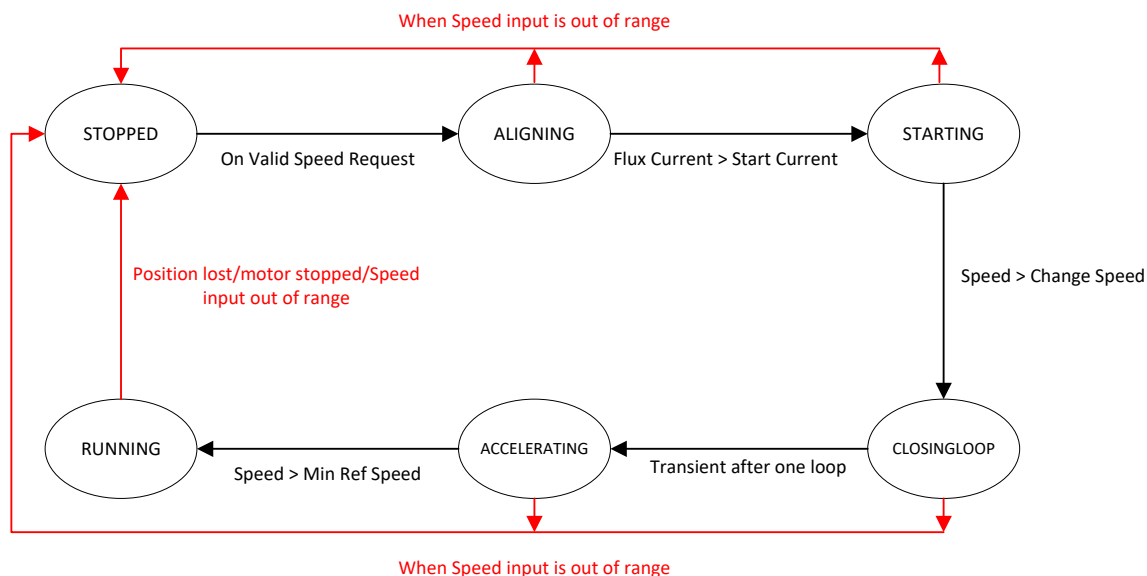 When Speed input is out of range
STOPPED
ALIGNING
STARTING
On Valid Speed Request
Flux Current > Start Current
Position lost/motor stopped/Speed
input out of range
Speed > Change Speed
RUNNING
ACCELERATING
CLOSINGLOOP
Speed > Min Ref Speed
Transient after one loop
When Speed input is out of range